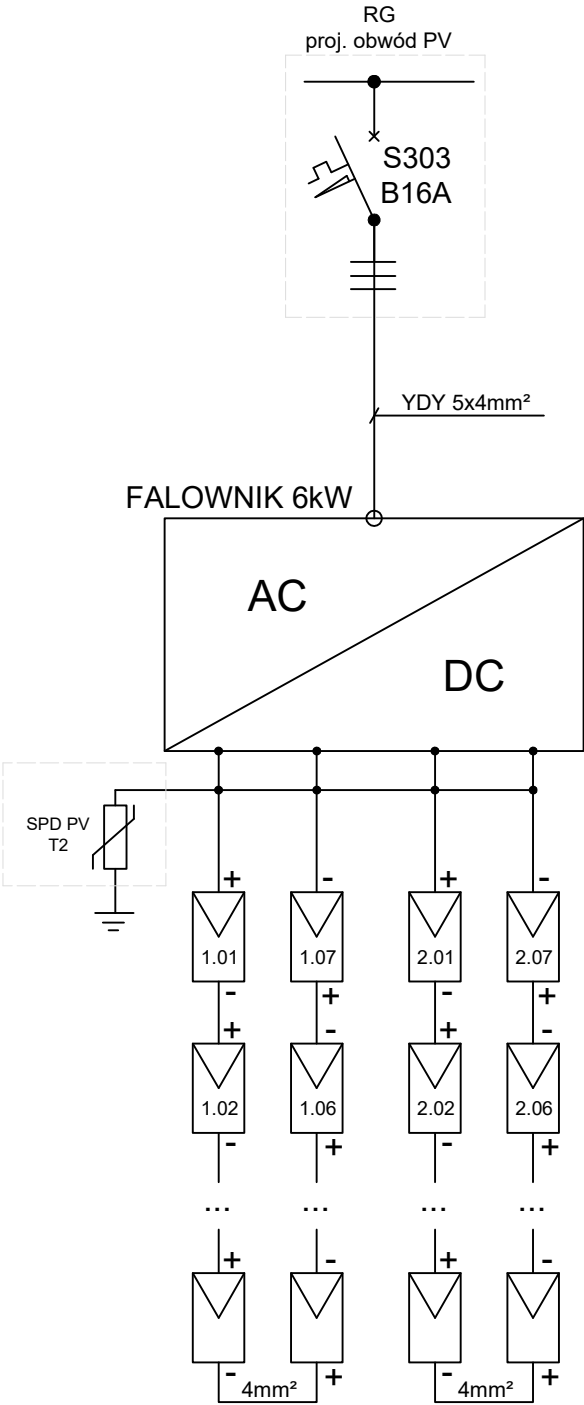 RG
proj. obwód PV
S303
B16A
YDY 5x4mm²
FALOWNIK 6kW
AC
DC
SPD PV
T2
+ - + -
1.01 1.07 2.01 2.07
- + - +
+ - + -
1.02 1.06 2.02 2.06
- + - +
... ... ... ...
+ - + -
- + - +
4mm² 4mm²